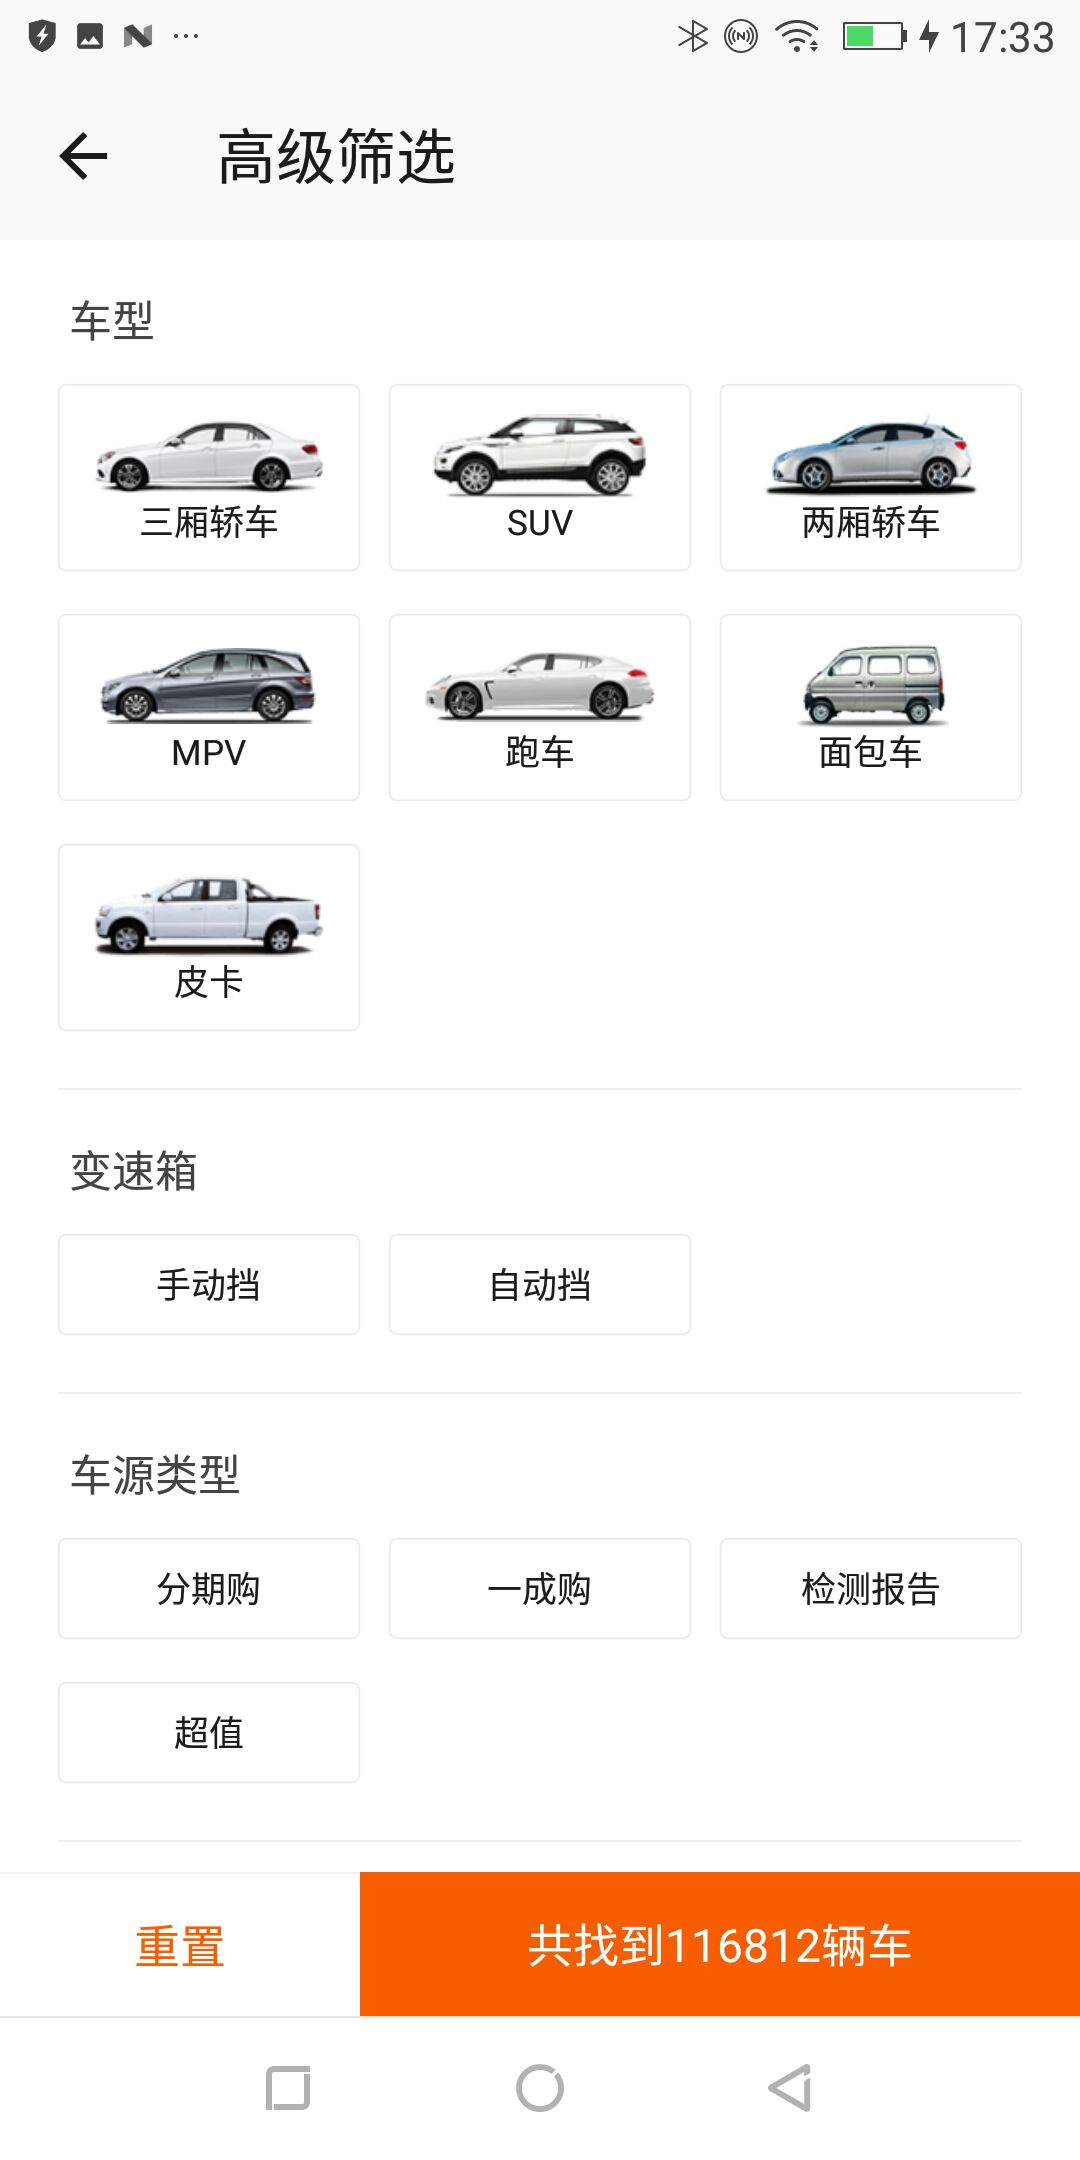 17:33
高级筛选
车型
三厢轿车
SUV
两厢轿车
MPV
跑车
面包车
皮卡
变速箱
手动挡
自动挡
车源类型
分期购
一成购
检测报告
超值
重置
共找到116812辆车